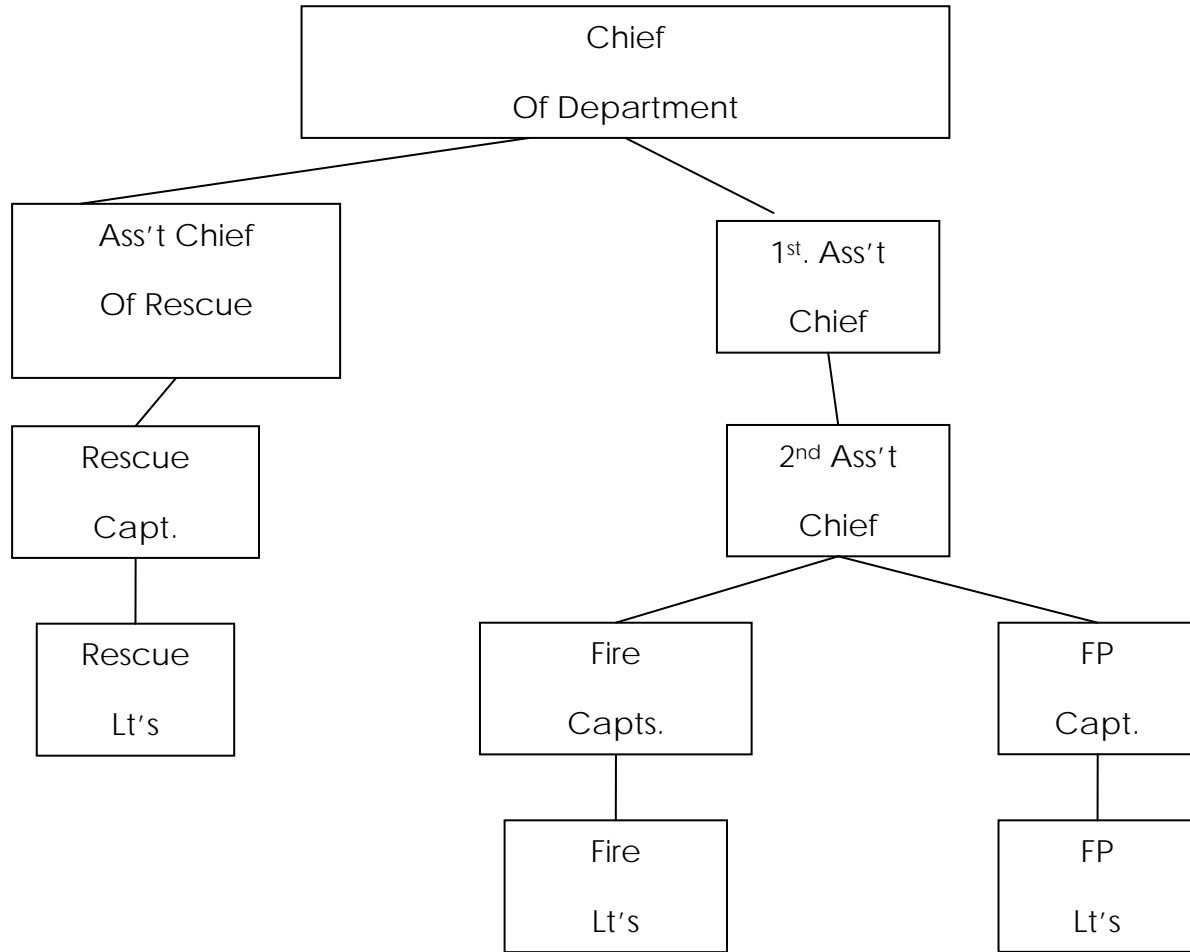 Chief
Of Department
Ass’t Chief
Of Rescue
1st. Ass’t
Chief
Rescue
Capt.
2nd Ass’t
Chief
Rescue
Lt’s
Fire
Capts.
FP
Capt.
Fire
Lt’s
FP
Lt’s